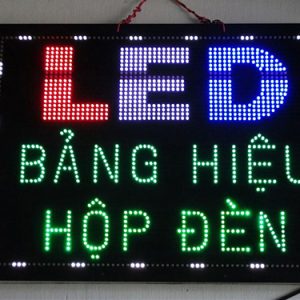 LED
BẢNG HIỆU
HỘP ĐÈN